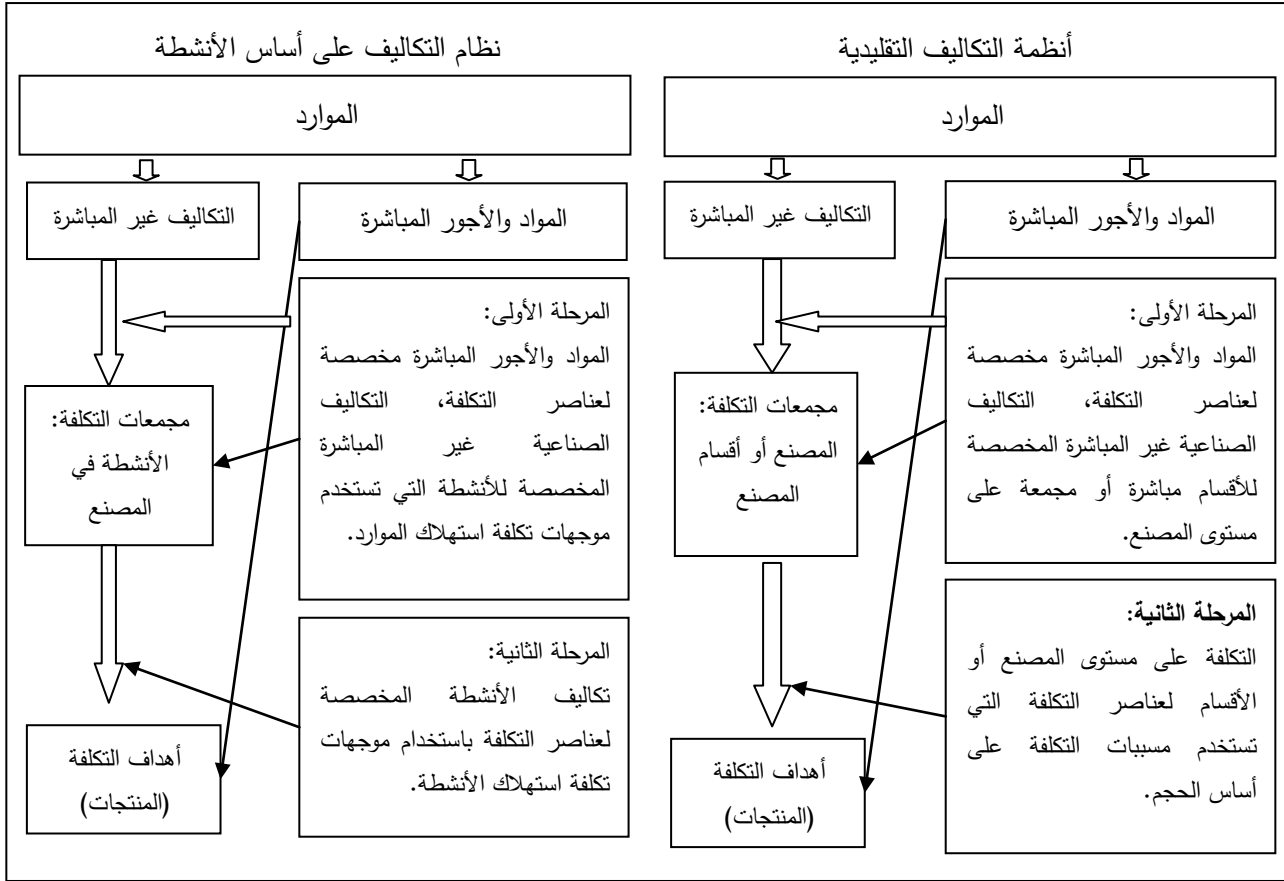 أنظمة التكاليف التقليدية
الموارد
المواد والأجور المباشرة
التكاليف غير المباشرة
المرحلة الأولى:
المواد والأجور المباشرة مخصصة
لعناصر التكلفة، التكاليف
الصناعية غير المباشرة المخصصة
للأقسام مباشرة أو مجمعة على
مستوى المصنع.
مجمعات التكلفة:
المصنع أو أقسام
المصنع
المرحلة الثانية:
التكلفة على مستوى المصنع أو
الأقسام لعناصر التكلفة التي
تستخدم مسببات التكلفة على
أساس الحجم.
أهداف التكلفة
(المنتجات)
نظام التكاليف على أساس الأنشطة
الموارد
المواد والأجور المباشرة
التكاليف غير المباشرة
المرحلة الأولى:
المواد والأجور المباشرة مخصصة
لعناصر التكلفة، التكاليف
الصناعية غير المباشرة
المخصصة للأنشطة التي تستخدم
موجهات تكلفة استهلاك الموارد.
مجمعات التكلفة:
الأنشطة في
المصنع
المرحلة الثانية:
تكاليف الأنشطة المخصصة
لعناصر التكلفة باستخدام موجهات
تكلفة استهلاك الأنشطة.
أهداف التكلفة
(المنتجات)